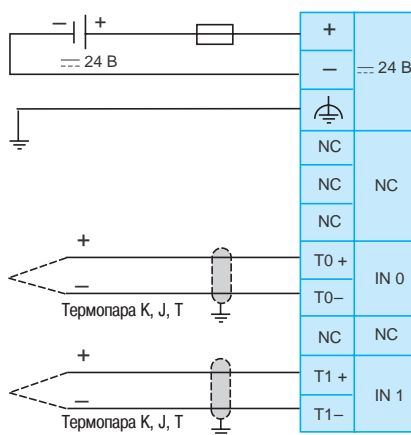 − +
24 В
+
−
24 В
NC
NC
NC
NC
+
−
Термопара K, J, T
T0 +
T0−
IN 0
NC
NC
+
−
Термопара K, J, T
T1 +
T1−
IN 1